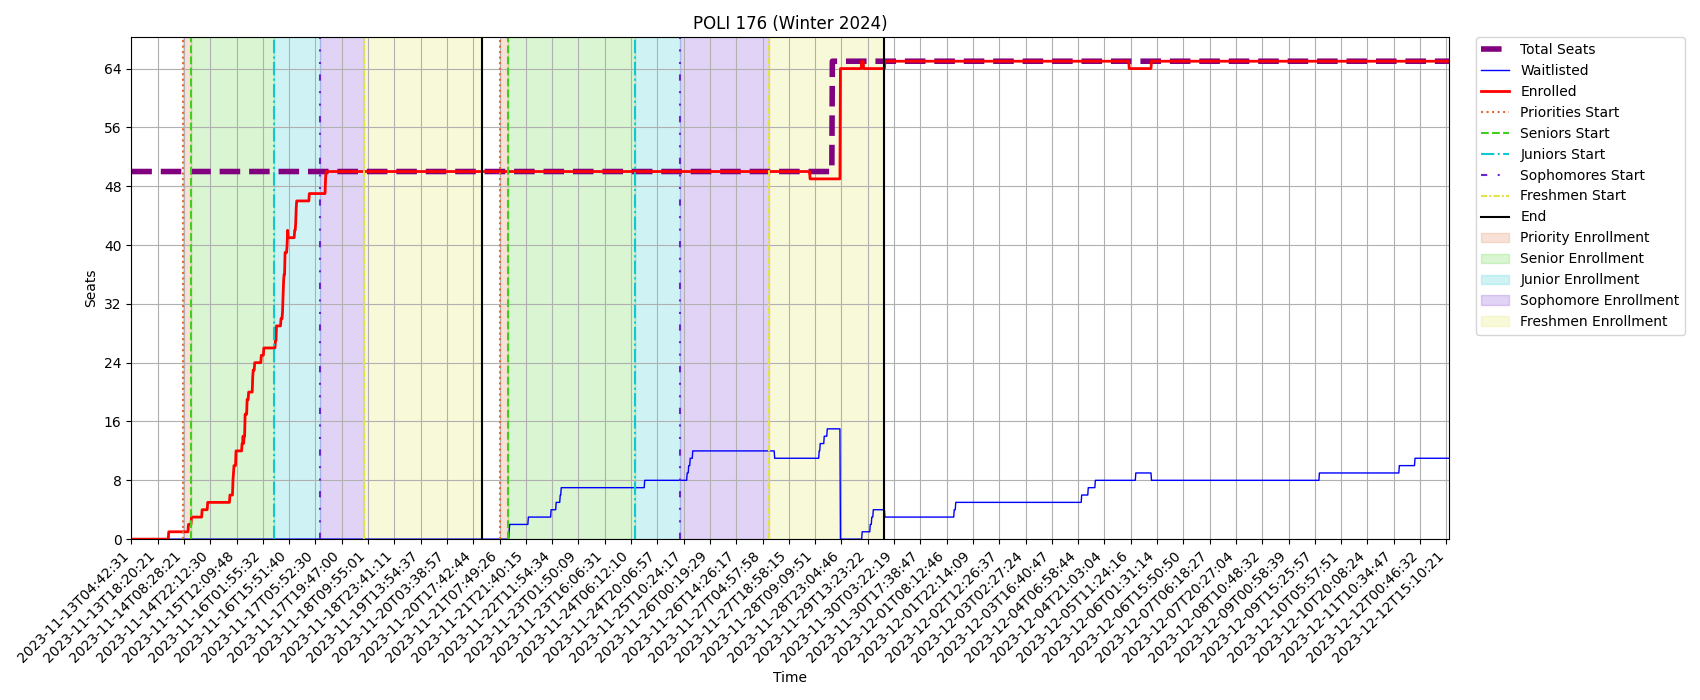 POLI 176 (Winter 2024)
Seats
64
56
48
40
32
24
16
8
0
2023-11-13T04:42:31
2023-11-13T18:20:21
2023-11-14T08:28:21
2023-11-14T22:12:30
2023-11-15T12:09:48
2023-11-16T01:55:32
2023-11-16T15:51:40
2023-11-17T05:52:30
2023-11-17T19:47:00
2023-11-18T09:55:01
2023-11-18T23:41:11
2023-11-19T13:54:37
2023-11-20T03:38:57
2023-11-20T17:42:44
2023-11-21T07:49:26
2023-11-21T21:40:15
2023-11-22T11:54:34
2023-11-23T01:50:09
2023-11-23T16:06:31
2023-11-24T06:12:10
2023-11-24T20:06:57
2023-11-25T10:24:17
2023-11-26T00:19:29
2023-11-26T14:26:17
2023-11-27T04:57:58
2023-11-27T18:58:15
2023-11-28T09:09:51
2023-11-28T23:04:46
2023-11-29T13:23:22
2023-11-30T03:22:19
2023-11-30T17:38:47
2023-12-01T08:12:46
2023-12-01T22:14:09
2023-12-02T12:26:37
2023-12-03T02:27:24
2023-12-03T16:40:47
2023-12-04T06:58:44
2023-12-04T21:03:04
2023-12-05T11:24:16
2023-12-06T01:31:14
2023-12-06T15:50:50
2023-12-07T06:18:27
2023-12-07T20:27:04
2023-12-08T10:48:32
2023-12-09T00:58:39
2023-12-09T15:25:57
2023-12-10T05:57:51
2023-12-10T20:08:24
2023-12-11T10:34:47
2023-12-12T00:46:32
2023-12-12T15:10:21
Time
Total Seats
Waitlisted
Enrolled
Priorities Start
Seniors Start
Juniors Start
Sophomores Start
Freshmen Start
End
Priority Enrollment
Senior Enrollment
Junior Enrollment
Sophomore Enrollment
Freshmen Enrollment